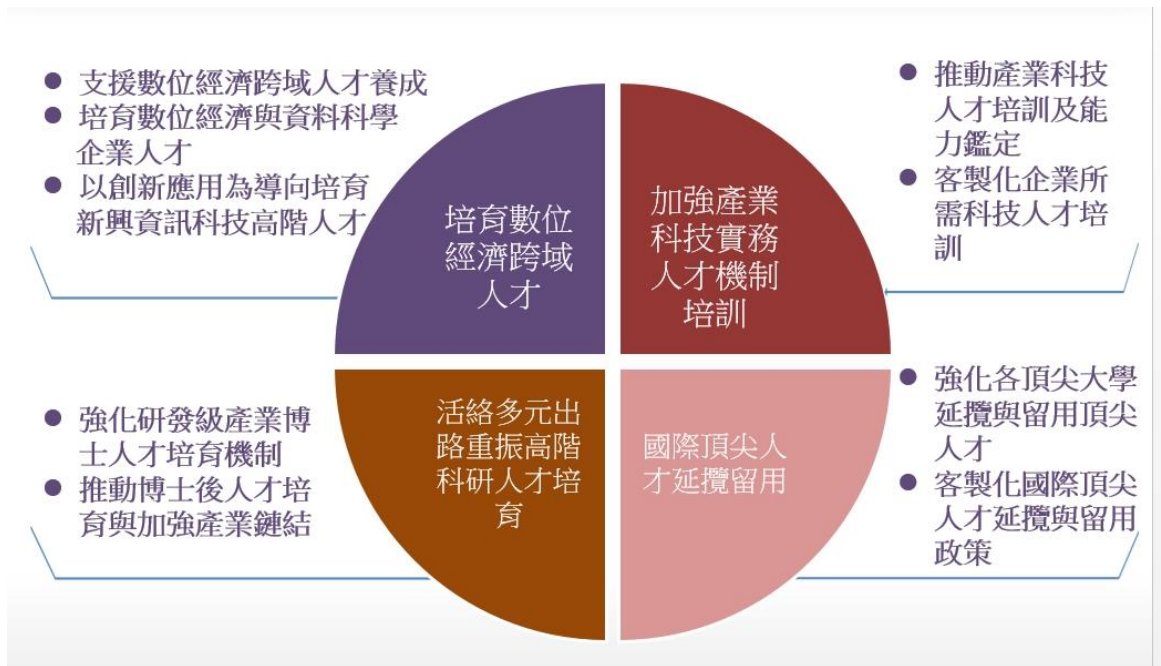 ● 支援數位經濟跨域人才養成
● 培育數位經濟與資料科學
企業人才
● 以創新應用為導向培育
新興資訊科技高階人才
培育數位
經濟跨域
人才
加強產業
科技實務
人才機制
培訓
● 推動產業科技
人才培訓及能
力鑑定
● 客製化企業所
需科技人才培
訓
● 強化研發級產業博
士人才培育機制
● 推動博士後人才培
育與加強產業鏈結
活絡多元出
路重振高階
科研人才培
育
國際頂尖人
才延攬留用
● 強化各頂尖大學
延攬與留用頂尖
人才
● 客製化國際頂尖
人才延攬與留用
政策